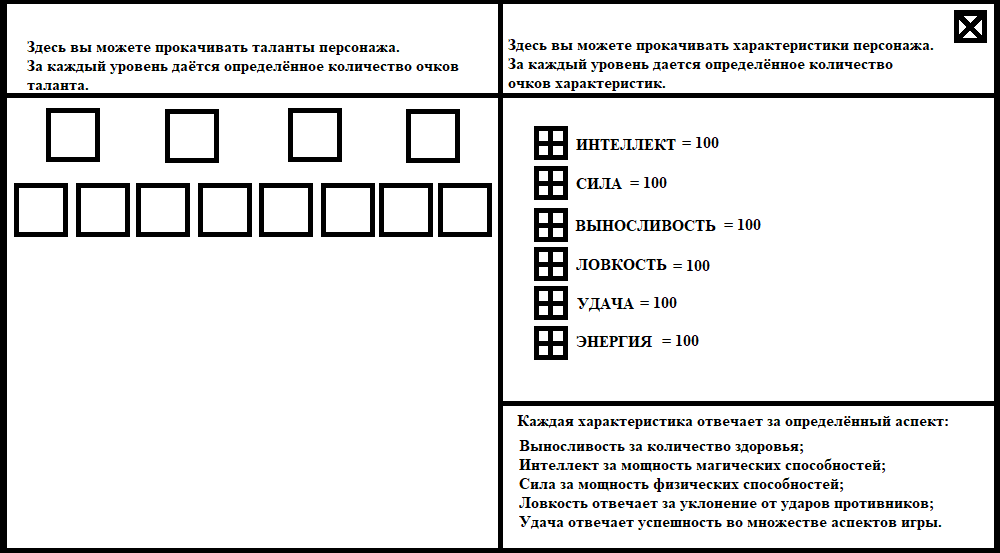 Здесь вы можете прокачивать таланты персонажа.
За каждый уровень даётся определённое количество очков
таланта.
Здесь вы можете прокачивать характеристики персонажа.
За каждый уровень дается определённое количество
очков характеристик.
ИНТЕЛЛЕКТ = 100
СИЛА = 100
ВЫНОСЛИВОСТЬ = 100
ЛОВКОСТЬ = 100
УДАЧА = 100
ЭНЕРГИЯ = 100
Каждая характеристика отвечает за определённый аспект:
Выносливость за количество здоровья;
Интеллект за мощность магических способностей;
Сила за мощность физических способностей;
Ловкость отвечает за уклонение от ударов противников;
Удача отвечает успешность во множестве аспектов игры.